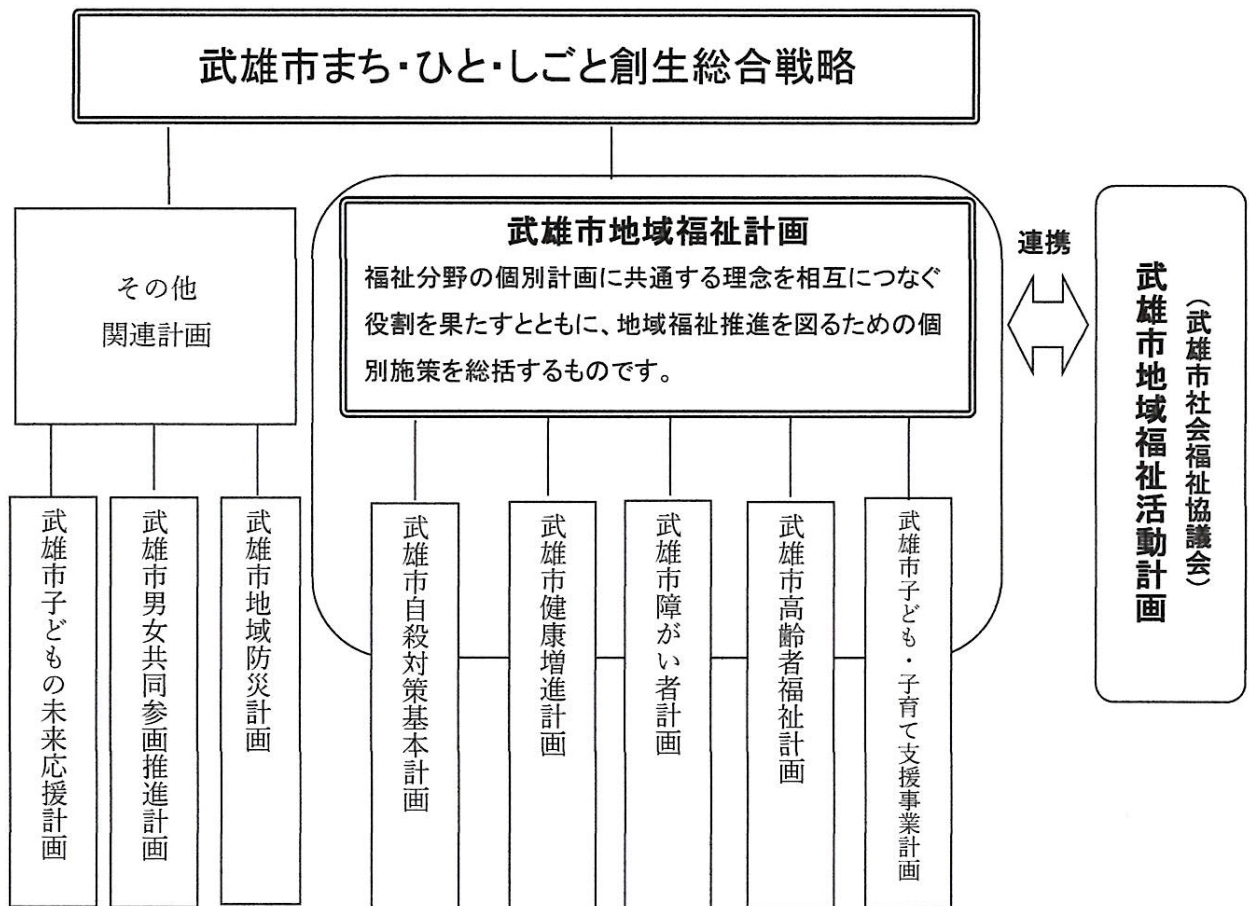 武雄市まち・ひと・しごと創生総合戦略
その他
関連計画
武雄市地域福祉計画
福祉分野の個別計画に共通する理念を相互につなぐ
役割を果たすとともに、地域福祉推進を図るための個
別施策を総括するものです。
連携
武雄市地域福祉活動計画
（武雄市社会福祉協議会）
武雄市子どもの未来応援計画
武雄市男女共同参画推進計画
武雄市地域防災計画
武雄市自殺対策基本計画
武雄市健康増進計画
武雄市障がい者計画
武雄市高齢者福祉計画
武雄市子ども・子育て支援事業計画